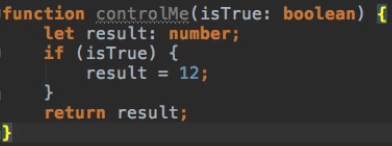 function controlMe(isTrue: boolean) {
    let result: number;
    if (isTrue) {
        result = 12;
    }
    return result;
}